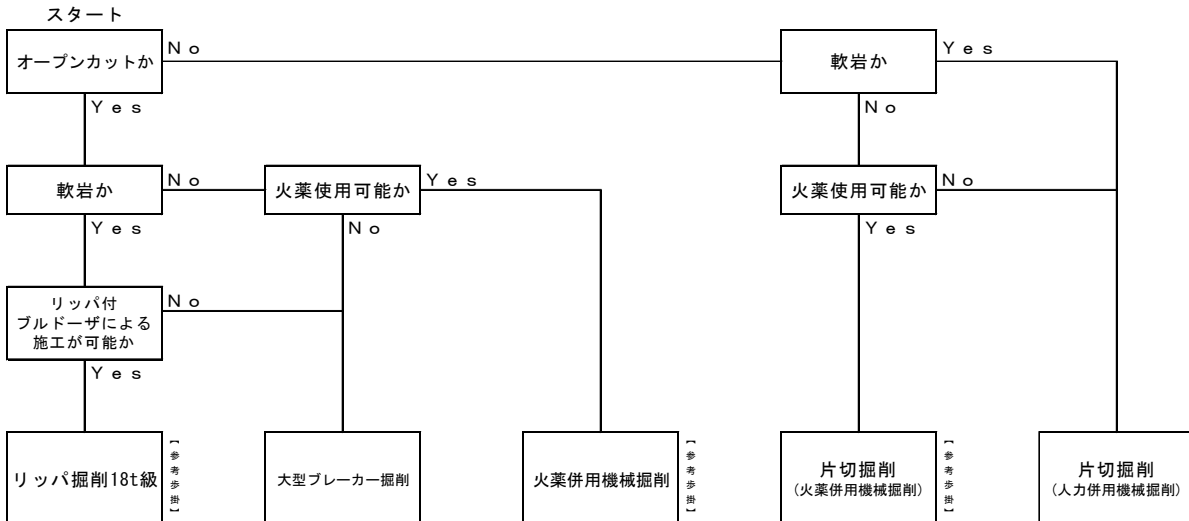 スタート
オープンカットか
No
軟岩か
Yes
Yes
No
軟岩か
No
火薬使用可能か
Yes
火薬使用可能か
No
Yes
No
Yes
リッパ付
ブルドーザによる
施工が可能か
No
Yes
リッパ掘削18t級
【参考歩掛】
大型ブレーカー掘削
火薬併用機械掘削
【参考歩掛】
片切掘削
(火薬併用機械掘削)
【参考歩掛】
片切掘削
(人力併用機械掘削)